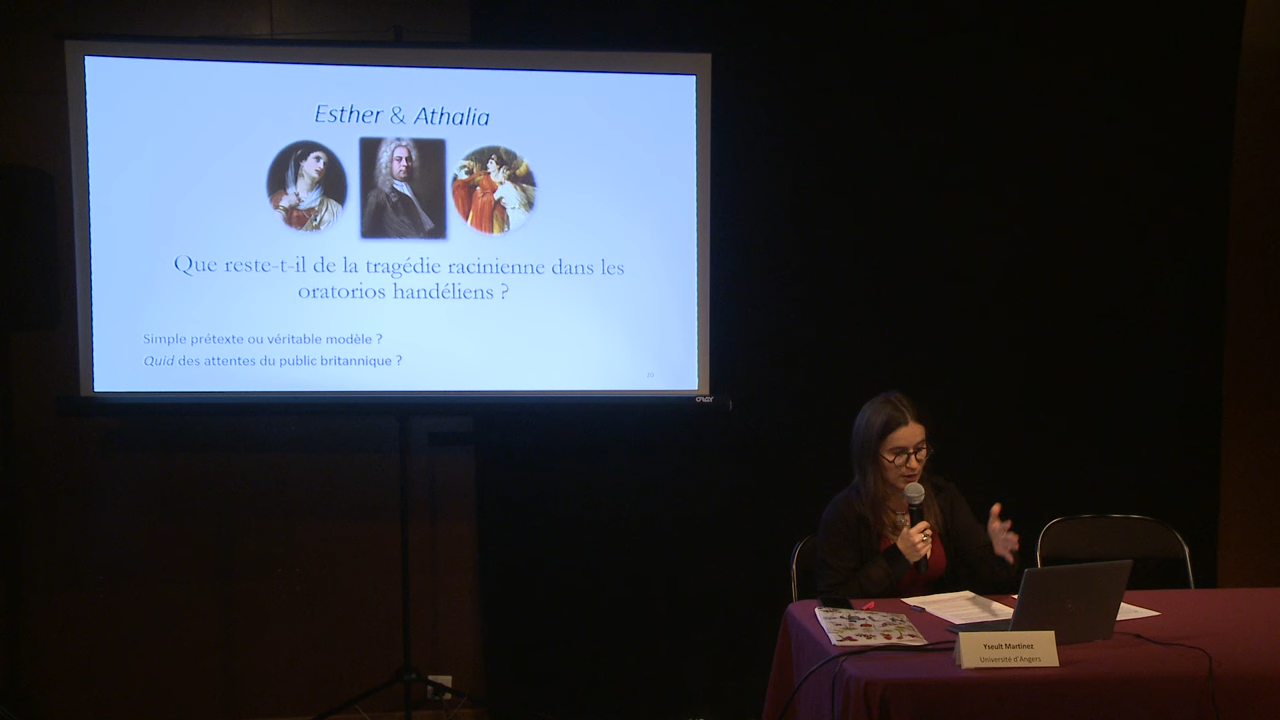 Esther & Athalia
Que reste-t-il de la tragédie racinienne dans les
oratorios handéliens ?
Simple prétexte ou véritable modèle ?
Quid des attentes du public britannique ?
Yseult Martinez
Université d'Angers